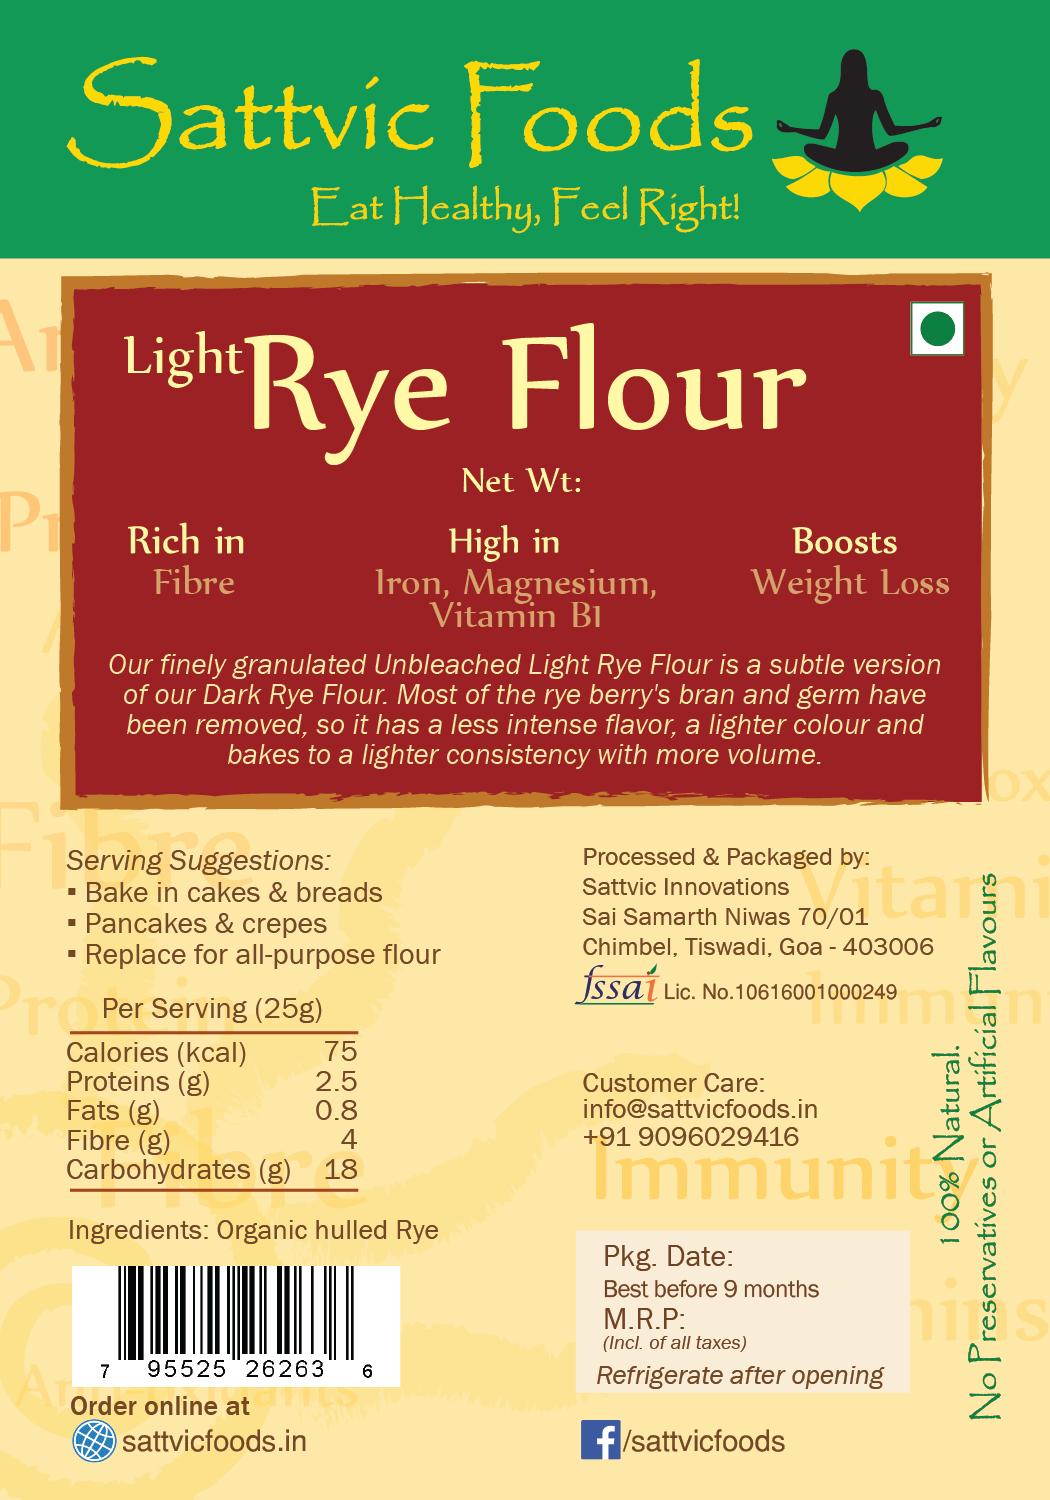 Sattvic Foods
Eat Healthy, Feel Right!
Light Rye Flour
Net Wt:
Rich in
Fibre
High in
Iron, Magnesium,
Vitamin B1
Boosts
Weight Loss
Our finely granulated Unbleached Light Rye Flour is a subtle version
of our Dark Rye Flour. Most of the rye berry's bran and germ have
been removed, so it has a less intense flavor, a lighter colour and
bakes to a lighter consistency with more volume.
Serving Suggestions:
▪ Bake in cakes & breads
▪ Pancakes & crepes
▪ Replace for all-purpose flour
Per Serving (25g)
Calories (kcal) 75
Proteins (g) 2.5
Fats (g) 0.8
Fibre (g) 4
Carbohydrates (g) 18
Ingredients: Organic hulled Rye
7 95525 26263 6
Order online at
sattvicfoods.in
Processed & Packaged by:
Sattvic Innovations
Sai Samarth Niwas 70/01
Chimbel, Tiswadi, Goa - 403006
fssai Lic. No.10616001000249
Customer Care:
info@sattvicfoods.in
+91 9096029416
Pkg. Date:
Best before 9 months
M.R.P:
(Incl. of all taxes)
Refrigerate after opening
f/sattvicfoods
100% Natural.
No Preservatives or Artificial Flavours
Fibre
Protein
Fibre
Immunity